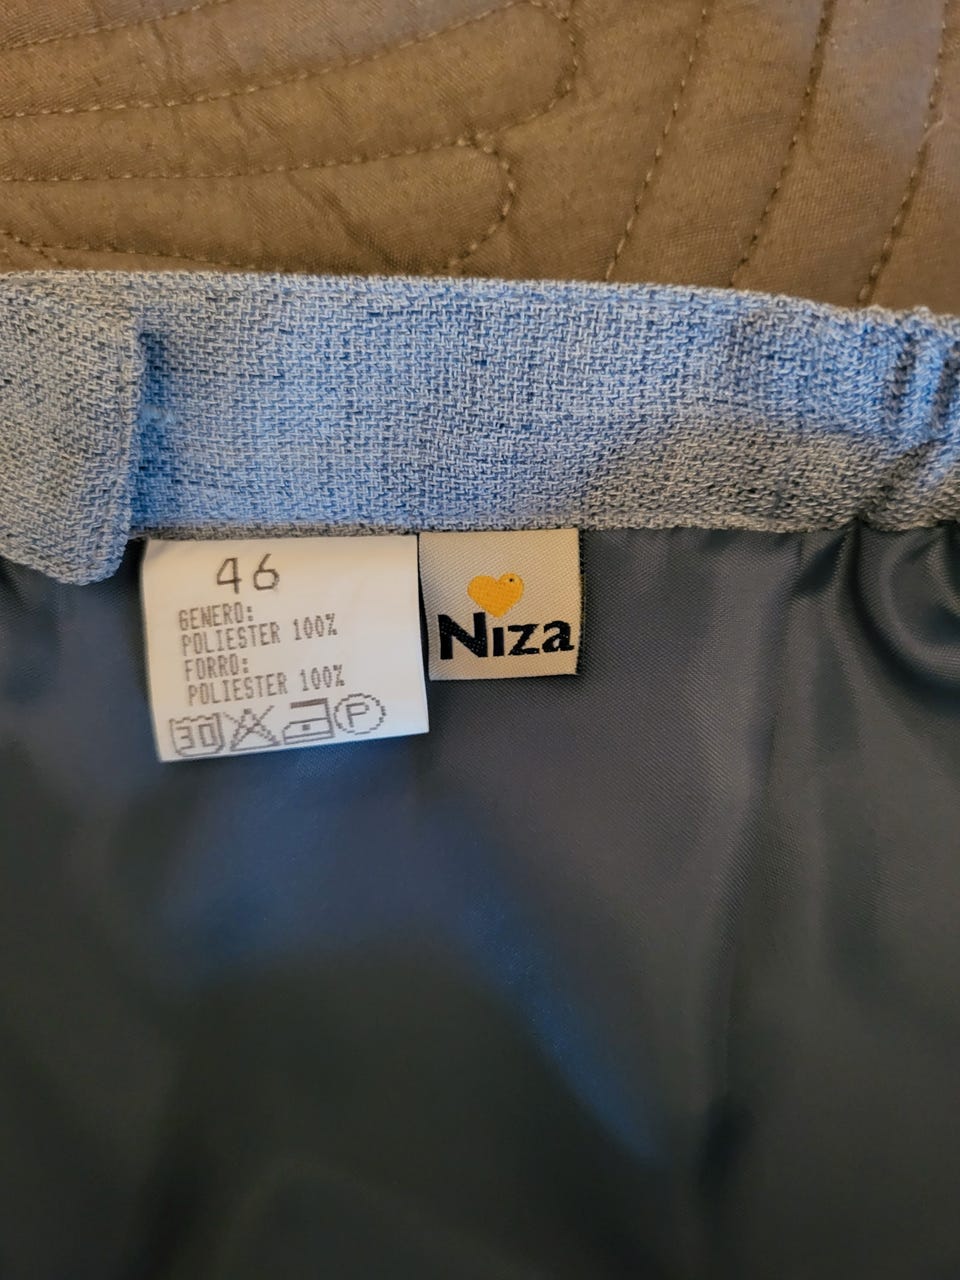 46
GENERO:
POLIESTER 100%
FORRO:
POLIESTER 100%
30 P
Niza